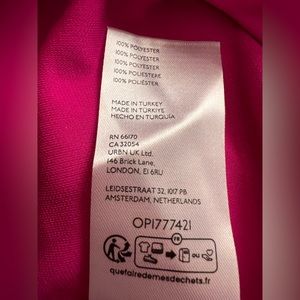 100% POLYESTER
100% POLYESTER
100% POLYESTER
100% POLIESTERE
100% POLIÉSTER
MADE IN TURKEY
MADE IN TÜRKIYE
HECHO EN TURQUIA
RN 66170
CA 32054
URBN UK Ltd.
146 Brick Lane,
LONDON, E1 6RU
LEIDSESTRAAT 32, 1017 PB
AMSTERDAM, NETHERLANDS
OP1777421
FR
OU
quefairedemesdechets.fr